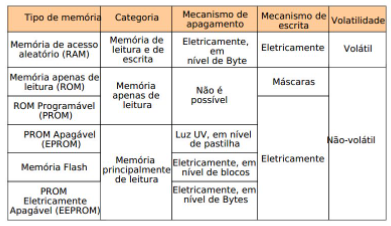 Tipo de memória
Categoria
Mecanismo de
apagamento
Mecanismo de
escrita
Volatilidade
Memória de acesso
aleatório (RAM)
Memória de
leitura e de
escrita
Eletricamente,
em
nível de Byte
Eletricamente
Volátil
Memória apenas de
leitura (ROM)
Memória
apenas de
leitura
Não é
possível
Máscaras
Não-volátil
ROM Programável
(PROM)
Eletricamente
PROM Apagável
(EPROM)
Memória
principalmente
de leitura
Luz UV, em nível
de pastilha
Memória Flash
Eletricamente, em
nível de blocos
PROM
Eletricamente
Apagável (EEPROM)
Eletricamente, em
nível de Bytes